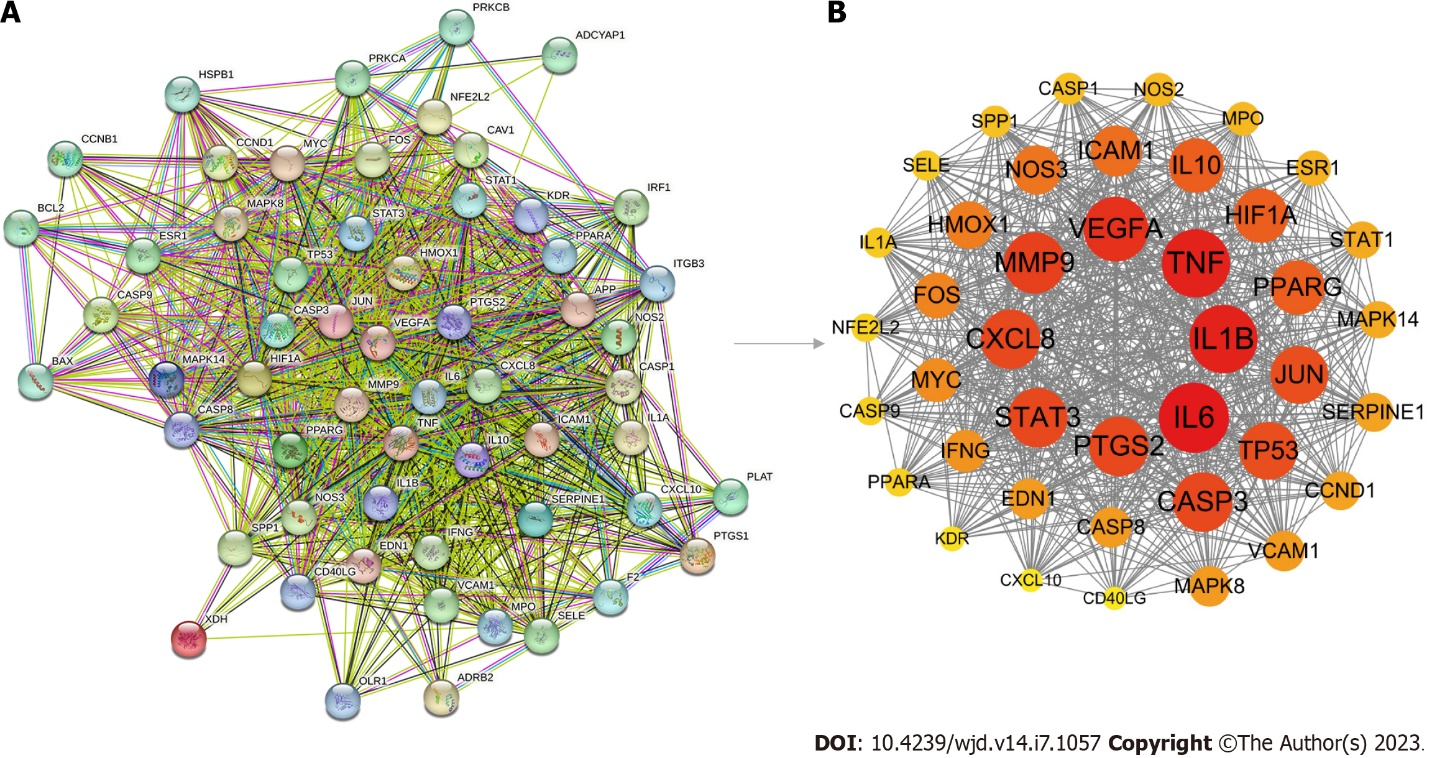 A
PRKCB
ADCYAP1
PRKCA
HSPB1
NFE2L2
CCNB1
CCND1
MYC
FOS
CAV1
STAT1
KDR
IRF1
BCL2
MAPK8
STAT3
ESR1
TP53
HMOX1
PPARA
ITGB3
CASP9
CASP3
JUN
VEGFA
PTGS2
APP
NOS2
BAX
MAPK14
HIF1A
MMP9
IL6
CXCL8
CASP1
CASP8
PPARG
TNF
IL10
ICAM1
IL1A
NOS3
IL1B
SERPINE1
CXCL10
PLAT
SPP1
EDN1
IFNG
PTGS1
CD40LG
VCAM1
F2
XDH
MPO
SELE
OLR1
ADRB2
B
CASP1
NOS2
SPP1
MPO
SELE
NOS3
ICAM1
IL10
ESR1
IL1A
HMOX1
VEGFA
HIF1A
STAT1
MMP9
TNF
FOS
PPARG
NFE2L2
CXCL8
IL1B
MAPK14
MYC
JUN
CASP9
STAT3
IL6
SERPINE1
IFNG
PTGS2
TP53
PPARA
EDN1
CASP3
CCND1
KDR
CASP8
VCAM1
CXCL10
CD40LG
MAPK8
DOI: 10.4239/wjd.v14.i7.1057 Copyright ©The Author(s) 2023.